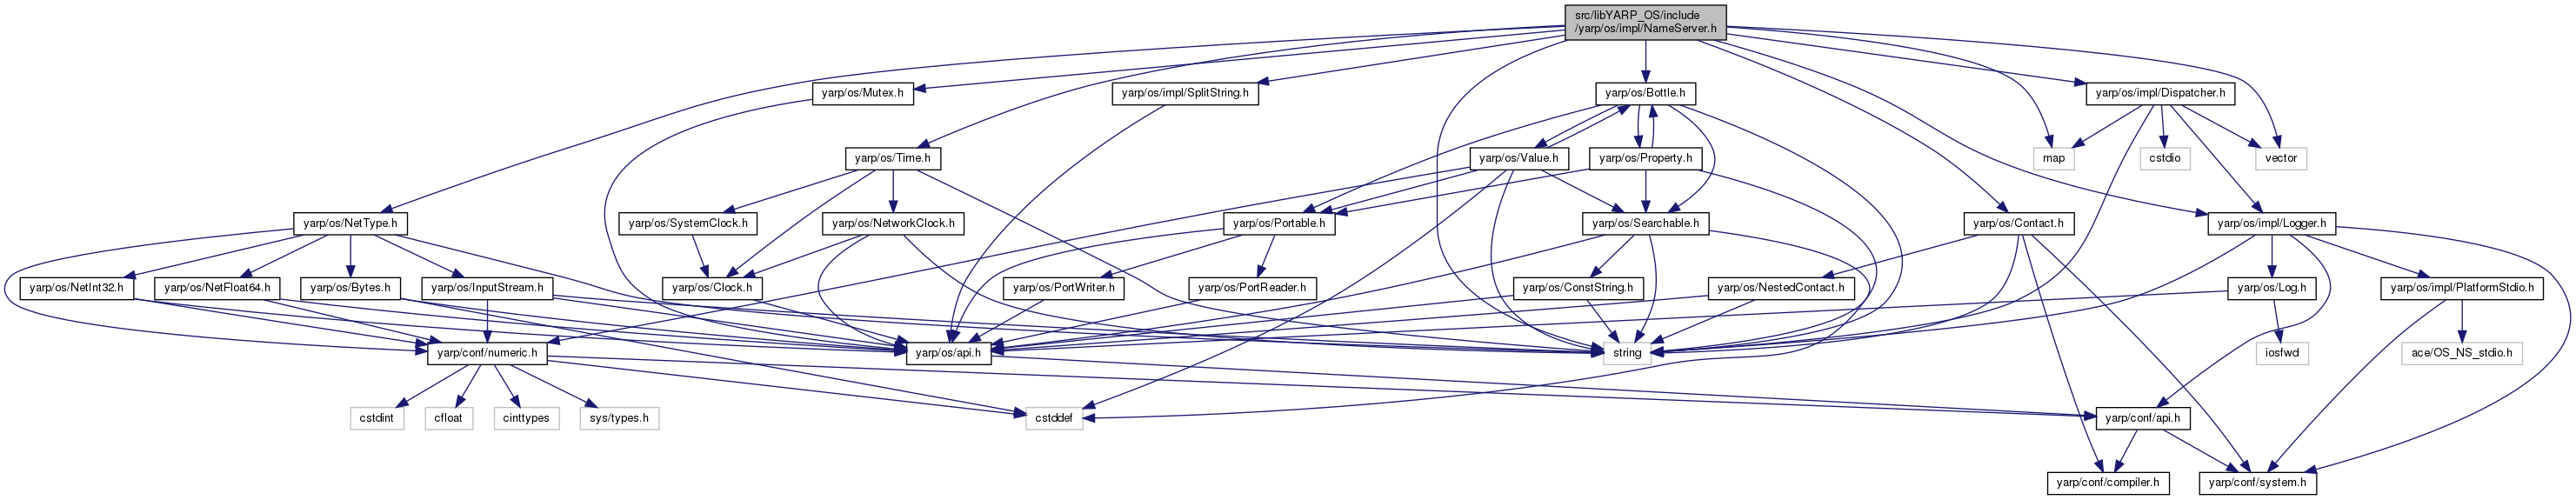 src/libYARP_OS/include
/yarp/os/impl/NameServer.h
yarp/os/Mutex.h
yarp/os/impl/SplitString.h
yarp/os/Bottle.h
yarp/os/impl/Dispatcher.h
yarp/os/Time.h
yarp/os/Value.h
yarp/os/Property.h
map
cstdio
vector
yarp/os/NetType.h
yarp/os/SystemClock.h
yarp/os/NetworkClock.h
yarp/os/Portable.h
yarp/os/Searchable.h
yarp/os/Contact.h
yarp/os/impl/Logger.h
yarp/os/NetInt32.h
yarp/os/NetFloat64.h
yarp/os/Bytes.h
yarp/os/InputStream.h
yarp/os/Clock.h
yarp/os/PortWriter.h
yarp/os/PortReader.h
yarp/os/ConstString.h
yarp/os/NestedContact.h
yarp/os/Log.h
yarp/os/impl/PlatformStdio.h
yarp/conf/numeric.h
yarp/os/api.h
string
iosfwd
ace/OS_NS_stdio.h
cstdint
cfloat
cinttypes
sys/types.h
cstddef
yarp/conf/api.h
yarp/conf/compiler.h
yarp/conf/system.h